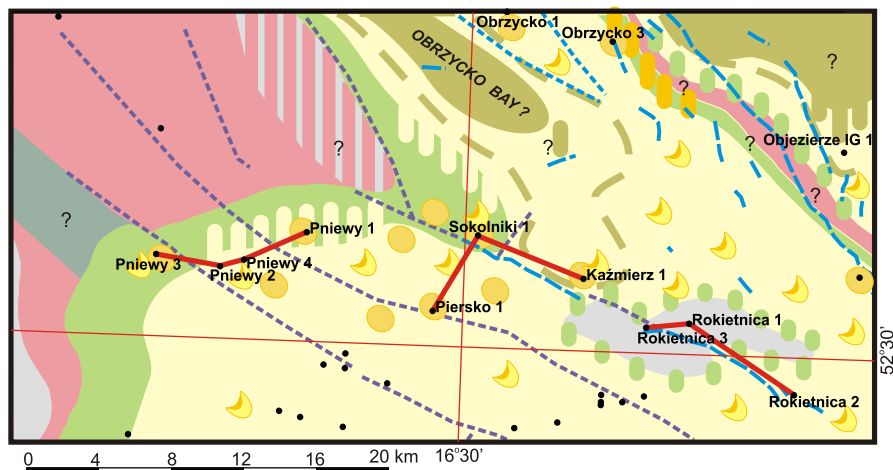 Obrzycko 1
Obrzycko 3
OBRZYCKO BAY ?
?
?
?
?
?
Objezierze IG 1
?
?
Pniewy 1
Sokolniki 1
Pniewy 3
Pniewy 4
Pniewy 2
Kaźmierz 1
Piersko 1
Rokietnica 1
Rokietnica 3
52°30'
Rokietnica 2
0 4 8 12 16 20 km
16°30'